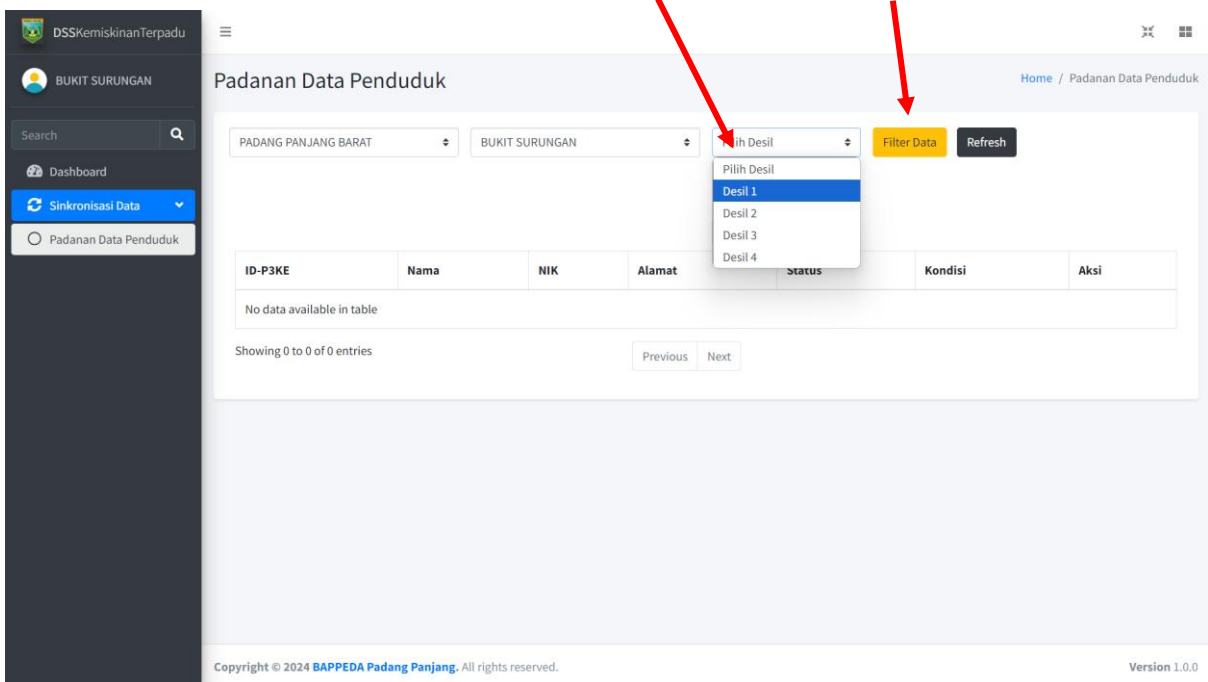 DSSKemiskinanTerpadu
BUKIT SURUNGAN
Search
Dashboard
Sinkronisasi Data
Padanan Data Penduduk
Padanan Data Penduduk
Home / Padanan Data Penduduk
PADANG PANJANG BARAT
BUKIT SURUNGAN
Pilih Desil
Filter Data
Refresh
Pilih Desil
Desil 1
Desil 2
Desil 3
Desil 4
ID-P3KE Nama NIK Alamat Status Kondisi Aksi
No data available in table
Showing 0 to 0 of 0 entries
Previous Next
Copyright © 2024 BAPPEDA Padang Panjang. All rights reserved.
Version 1.0.0